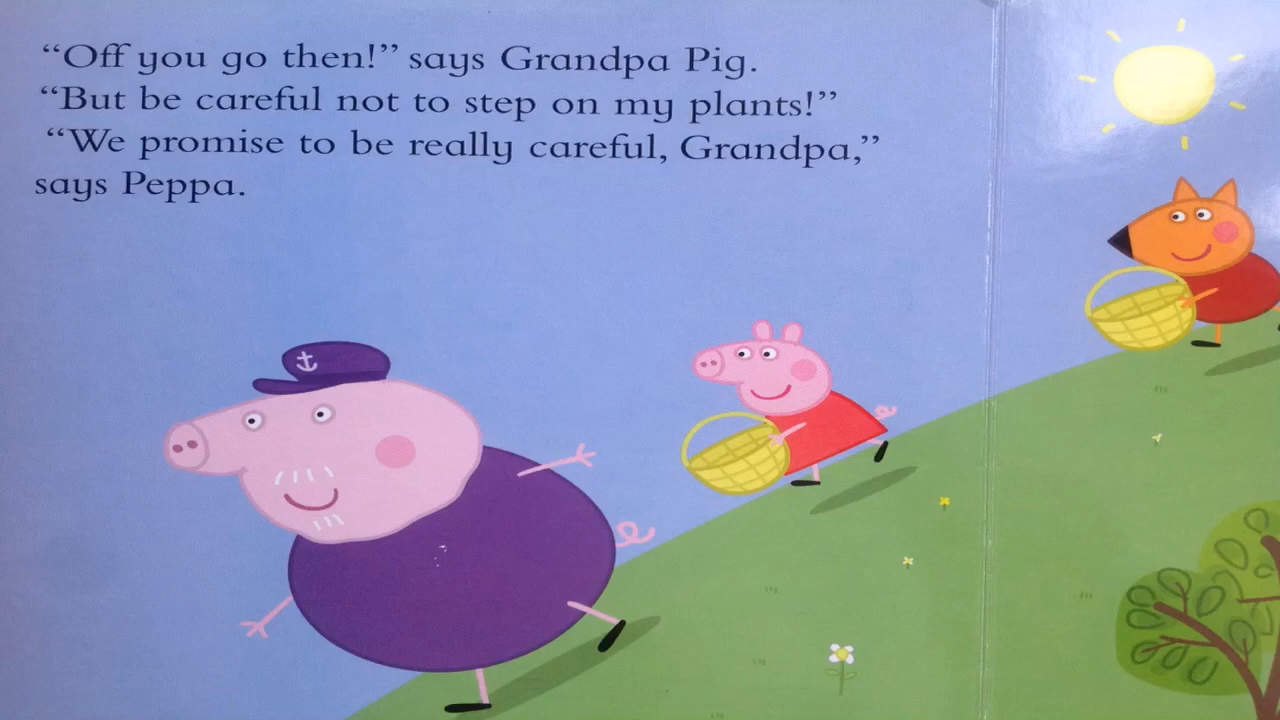 “Off you go then!” says Grandpa Pig.
“But be careful not to step on my plants!”
“We promise to be really careful, Grandpa,”
says Peppa.